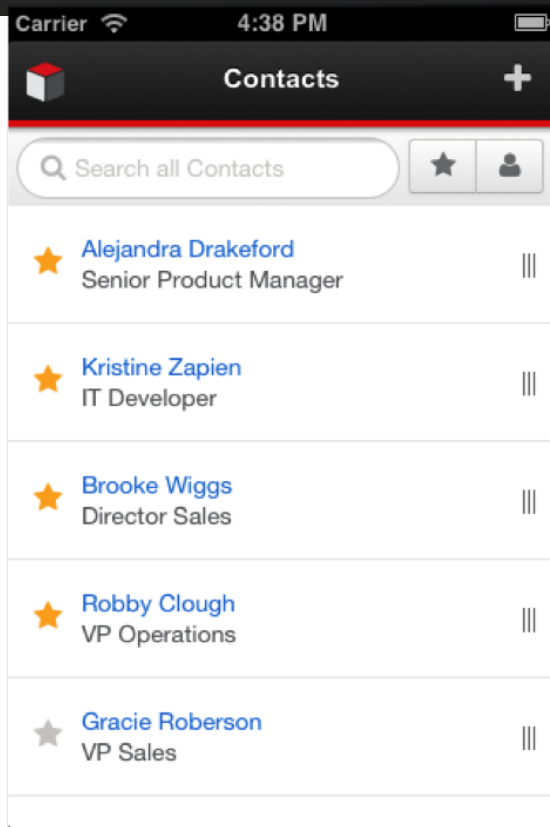 Carrier 4:38 PM
Contacts
Search all Contacts
Alejandra Drakeford
Senior Product Manager
Kristine Zapien
IT Developer
Brooke Wiggs
Director Sales
Robby Clough
VP Operations
Gracie Roberson
VP Sales